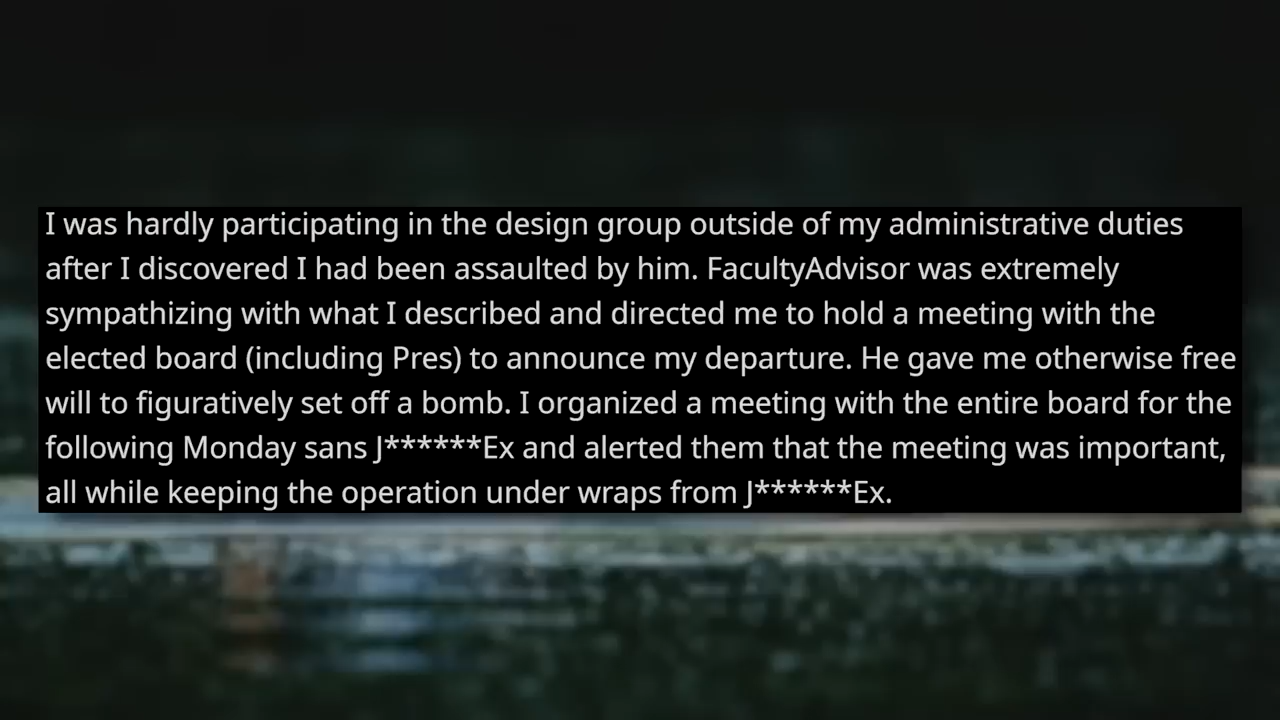 I was hardly participating in the design group outside of my administrative duties
after I discovered I had been assaulted by him. FacultyAdvisor was extremely
sympathizing with what I described and directed me to hold a meeting with the
elected board (including Pres) to announce my departure. He gave me otherwise free
will to figuratively set off a bomb. I organized a meeting with the entire board for the
following Monday sans J******Ex and alerted them that the meeting was important,
all while keeping the operation under wraps from J******Ex.